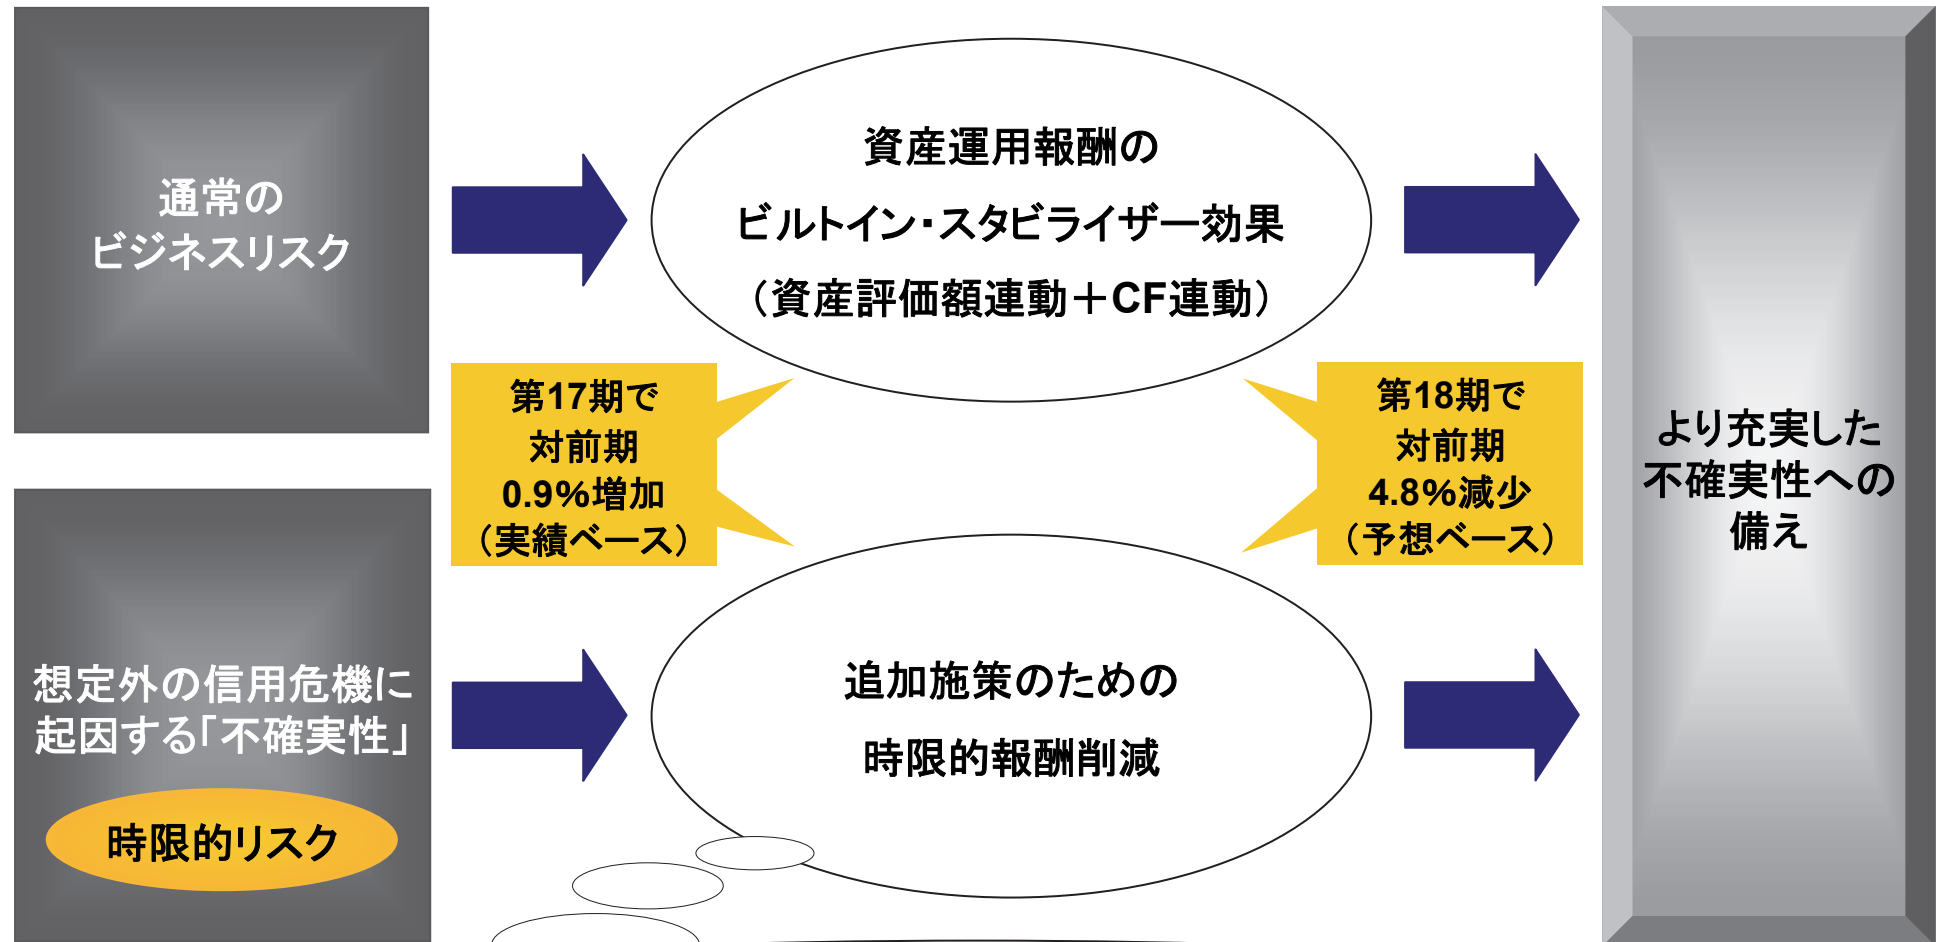 通常の
ビジネスリスク
資産運用報酬の
ビルトイン・スタビライザー効果
（資産評価額連動＋CF連動）
第17期で
対前期
0.9%増加
（実績ベース）
第18期で
対前期
4.8%減少
（予想ベース）
想定外の信用危機に
起因する「不確実性」
時限的リスク
追加施策のための
時限的報酬削減
より充実した
不確実性への
備え